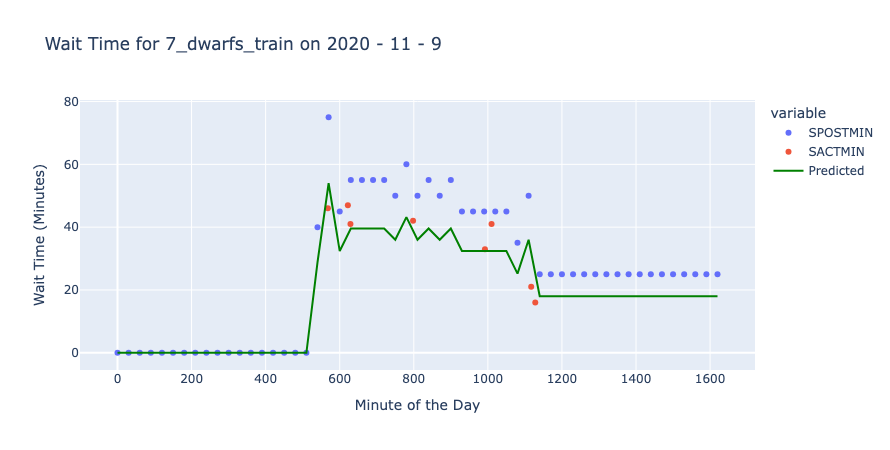 Wait Time for 7_dwarfs_train on 2020 - 11 - 9
variable
SPOSTMIN
SACTMIN
Predicted
Wait Time (Minutes)
80
60
40
20
0
0 200 400 600 800 1000 1200 1400 1600
Minute of the Day